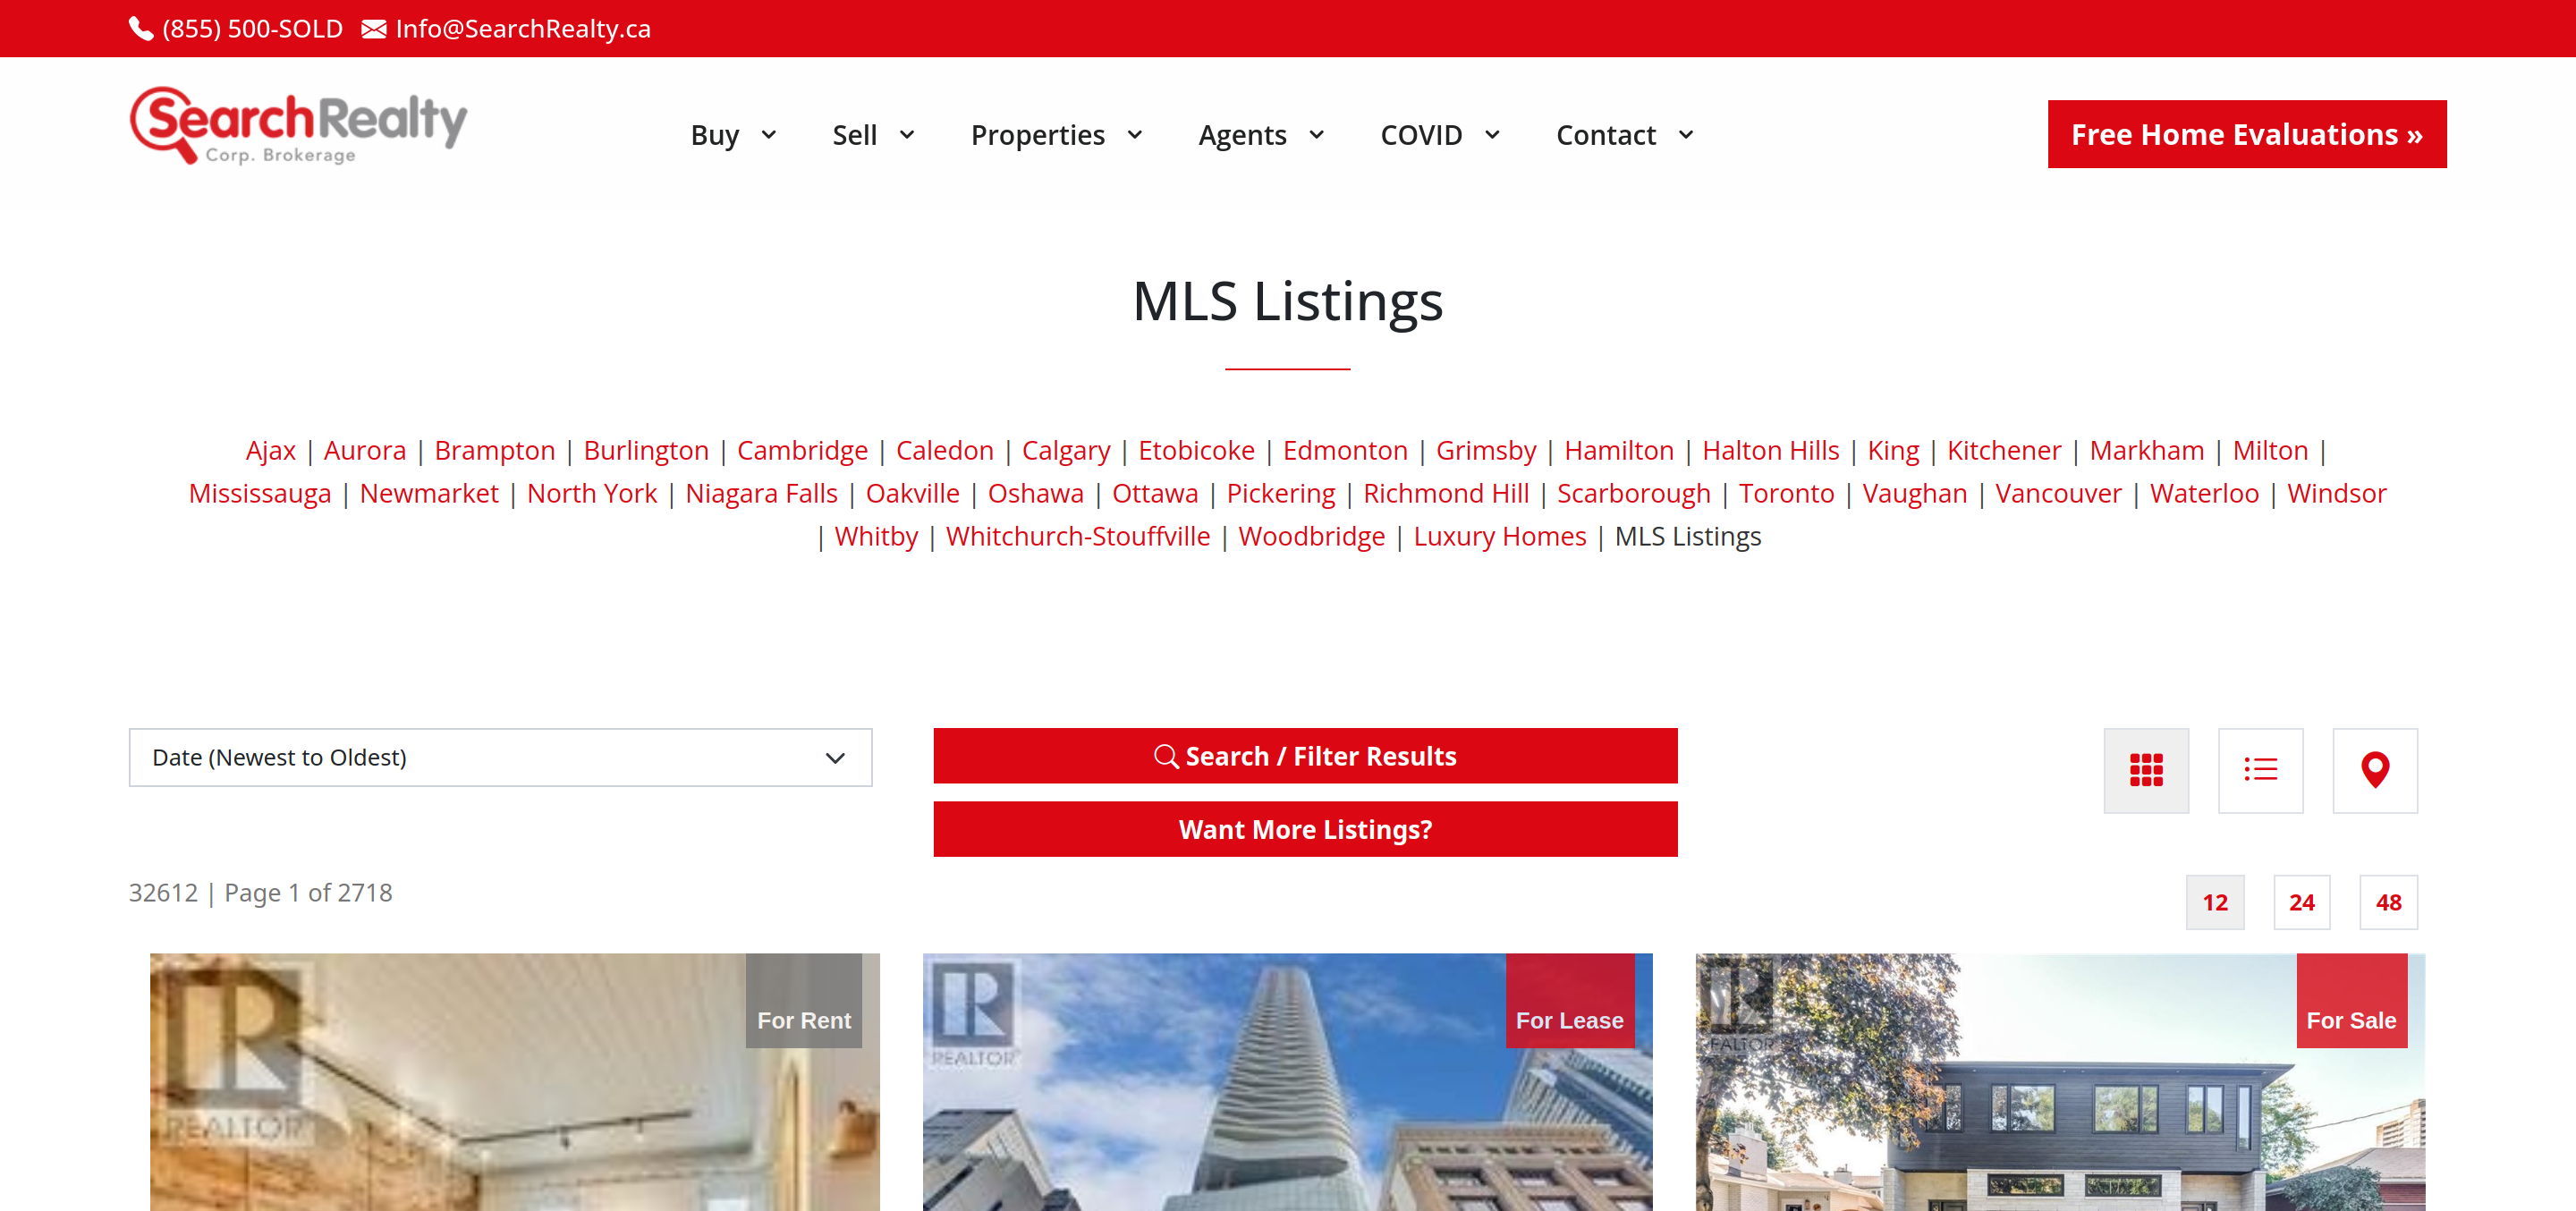 (855) 500-SOLD Info@SearchRealty.ca
SearchRealty
Corp. Brokerage
Buy Sell Properties Agents COVID Contact
Free Home Evaluations »
MLS Listings
Ajax | Aurora | Brampton | Burlington | Cambridge | Caledon | Calgary | Etobicoke | Edmonton | Grimsby | Hamilton | Halton Hills | King | Kitchener | Markham | Milton |
Mississauga | Newmarket | North York | Niagara Falls | Oakville | Oshawa | Ottawa | Pickering | Richmond Hill | Scarborough | Toronto | Vaughan | Vancouver | Waterloo | Windsor
| Whitby | Whitchurch-Stouffville | Woodbridge | Luxury Homes | MLS Listings
Date (Newest to Oldest)
Search / Filter Results
Want More Listings?
32612 | Page 1 of 2718
12 24 48
R REALTOR
For Rent
R REALTOR
For Lease
R REALTOR
For Sale